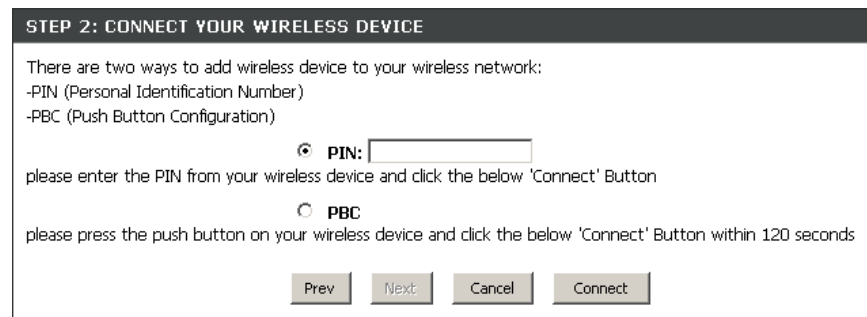 STEP 2: CONNECT YOUR WIRELESS DEVICE
There are two ways to add wireless device to your wireless network:
-PIN (Personal Identification Number)
-PBC (Push Button Configuration)
PIN:
please enter the PIN from your wireless device and click the below 'Connect' Button
PBC
please press the push button on your wireless device and click the below 'Connect' Button within 120 seconds
Prev Next Cancel Connect